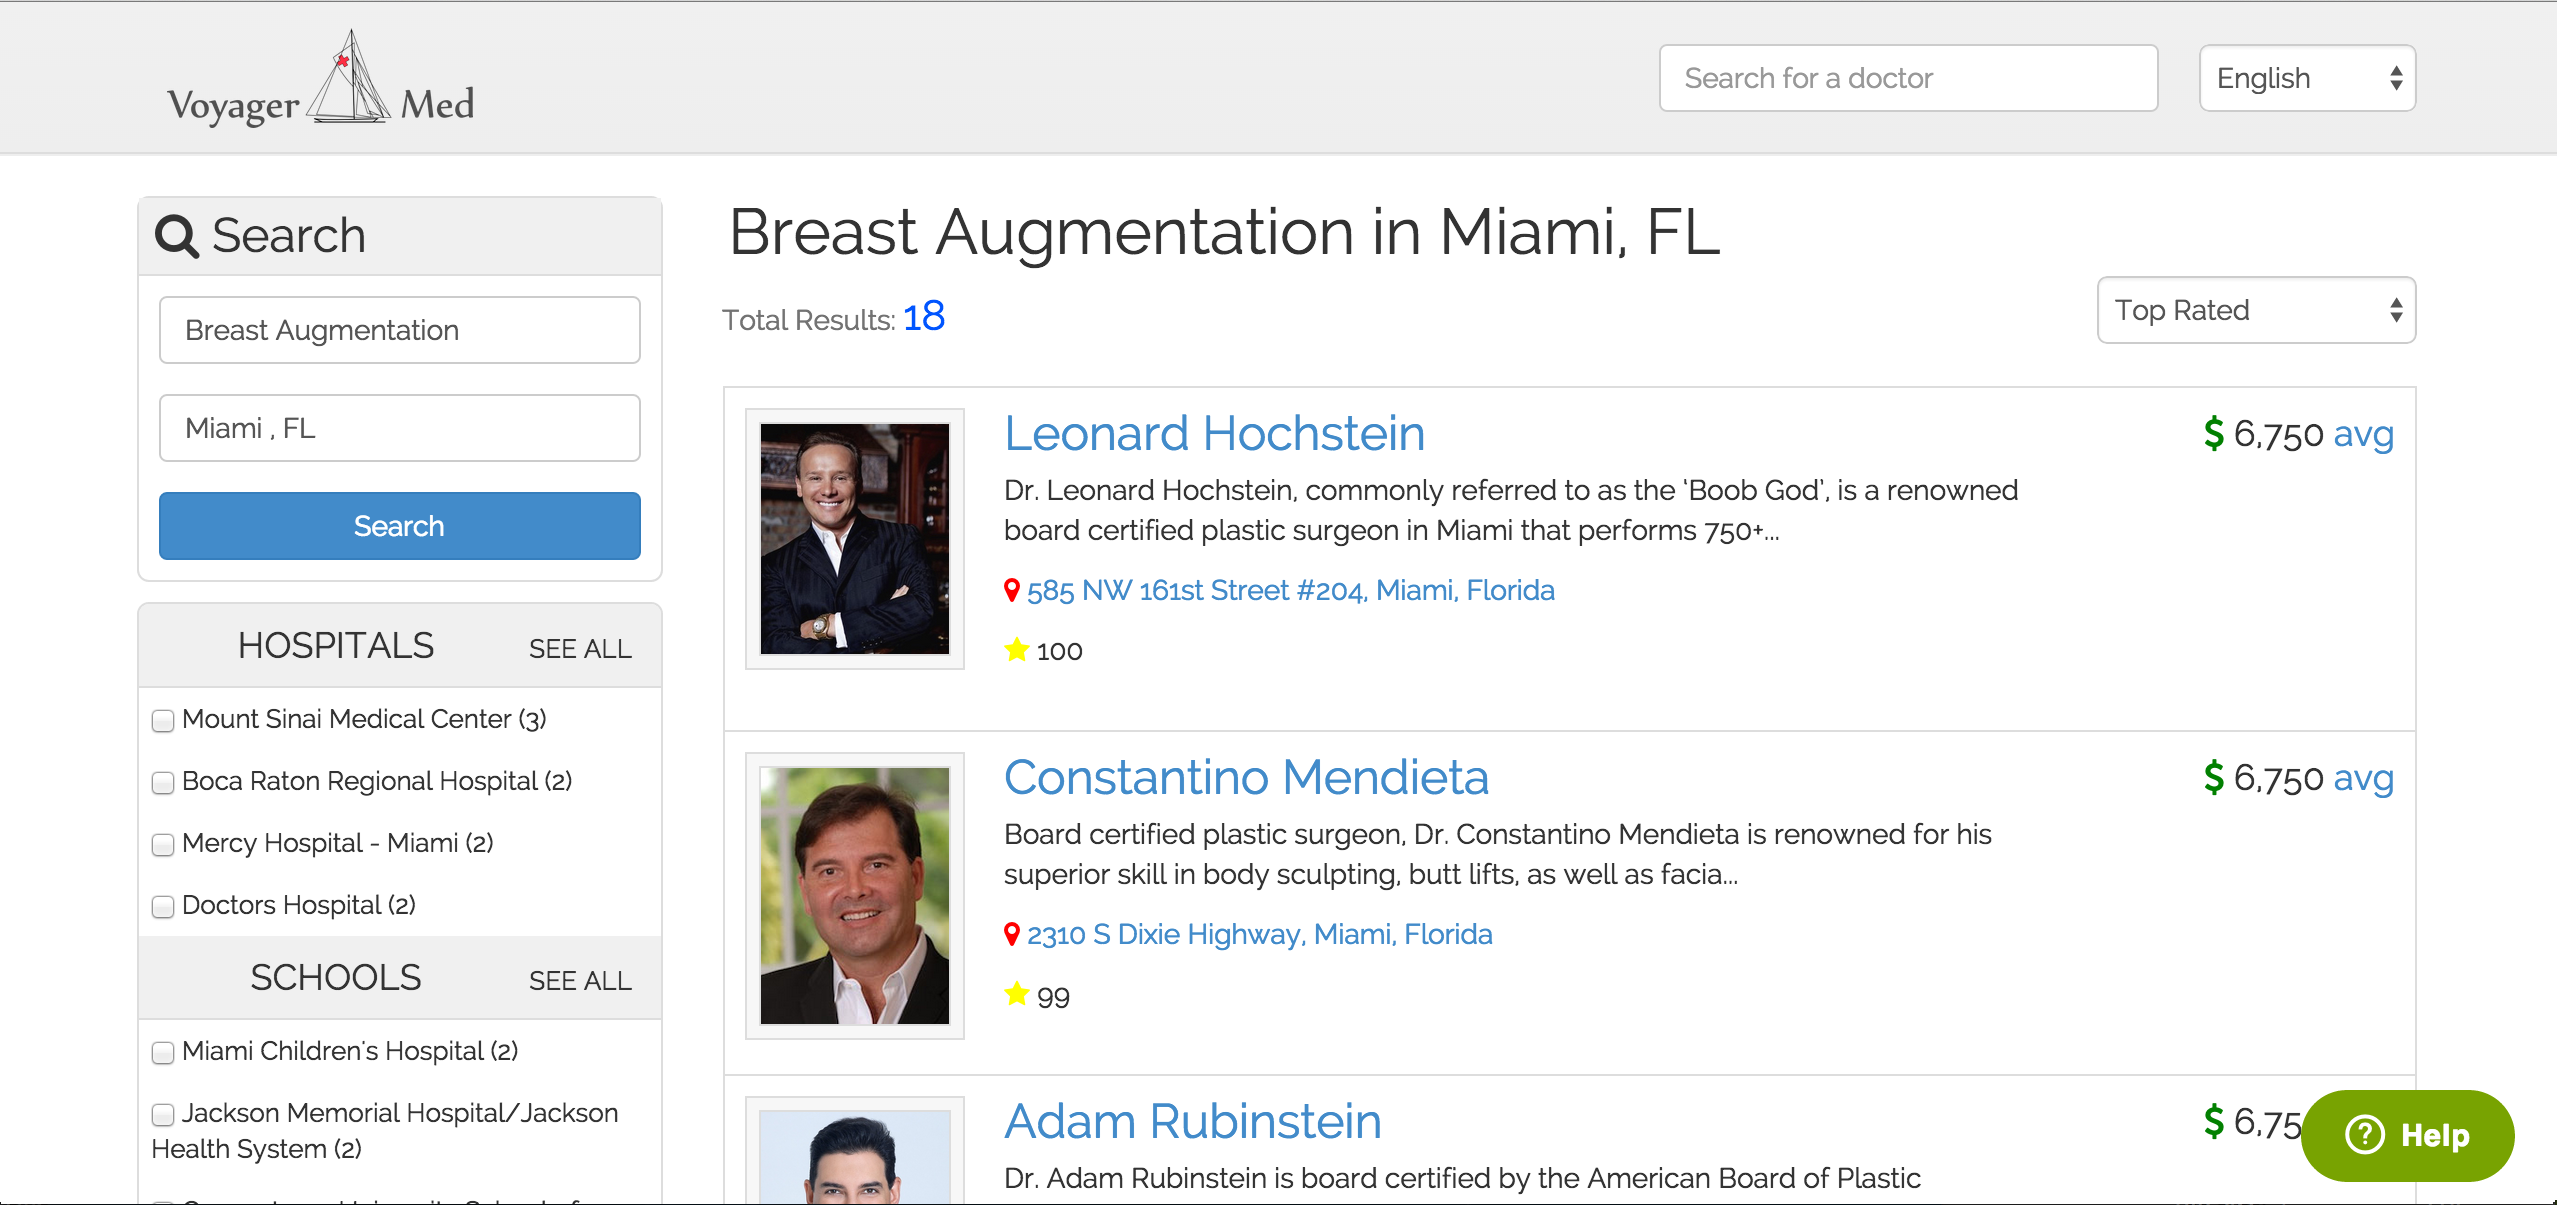 Voyager Med
Search for a doctor
English
Search
Breast Augmentation
Miami , FL
Search
HOSPITALS SEE ALL
Mount Sinai Medical Center (3)
Boca Raton Regional Hospital (2)
Mercy Hospital - Miami (2)
Doctors Hospital (2)
SCHOOLS SEE ALL
Miami Children's Hospital (2)
Jackson Memorial Hospital/Jackson
Health System (2)
Breast Augmentation in Miami, FL
Total Results: 18
Top Rated
Leonard Hochstein
$ 6,750 avg
Dr. Leonard Hochstein, commonly referred to as the ‘Boob God’, is a renowned
board certified plastic surgeon in Miami that performs 750+...
585 NW 161st Street #204, Miami, Florida
100
Constantino Mendieta
$ 6,750 avg
Board certified plastic surgeon, Dr. Constantino Mendieta is renowned for his
superior skill in body sculpting, butt lifts, as well as facia...
2310 S Dixie Highway, Miami, Florida
99
Adam Rubinstein
$ 6,75
Dr. Adam Rubinstein is board certified by the American Board of Plastic
Help